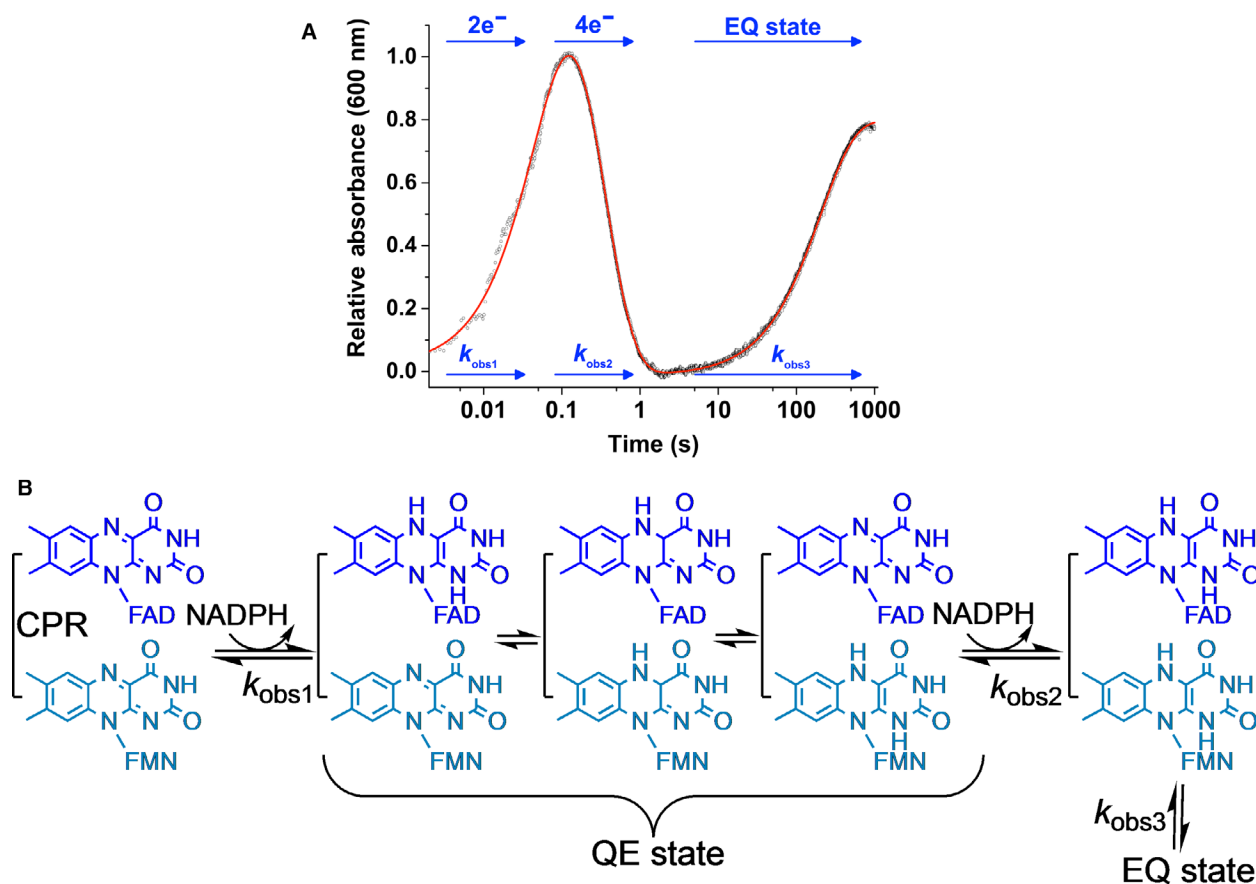 A
2e⁻ 4e⁻ EQ state
Relative absorbance (600 nm)
1.0
0.8
0.6
0.4
0.2
0.0
kobs1 kobs2 kobs3
0.01 0.1 1 10 100 1000
Time (s)
B
O H O H O O H O
N NH N NH N NH N NH N NH
N N O N N O N N O N N O N N O
H H
FAD FAD FAD FAD FAD
CPR NADPH NADPH
O O H O H O H O
N NH N NH N NH N NH N NH
kobs1 kobs2
N N O N N O N N O N N O N N O
H H
FMN FMN FMN FMN FMN
QE state
kobs3
EQ state